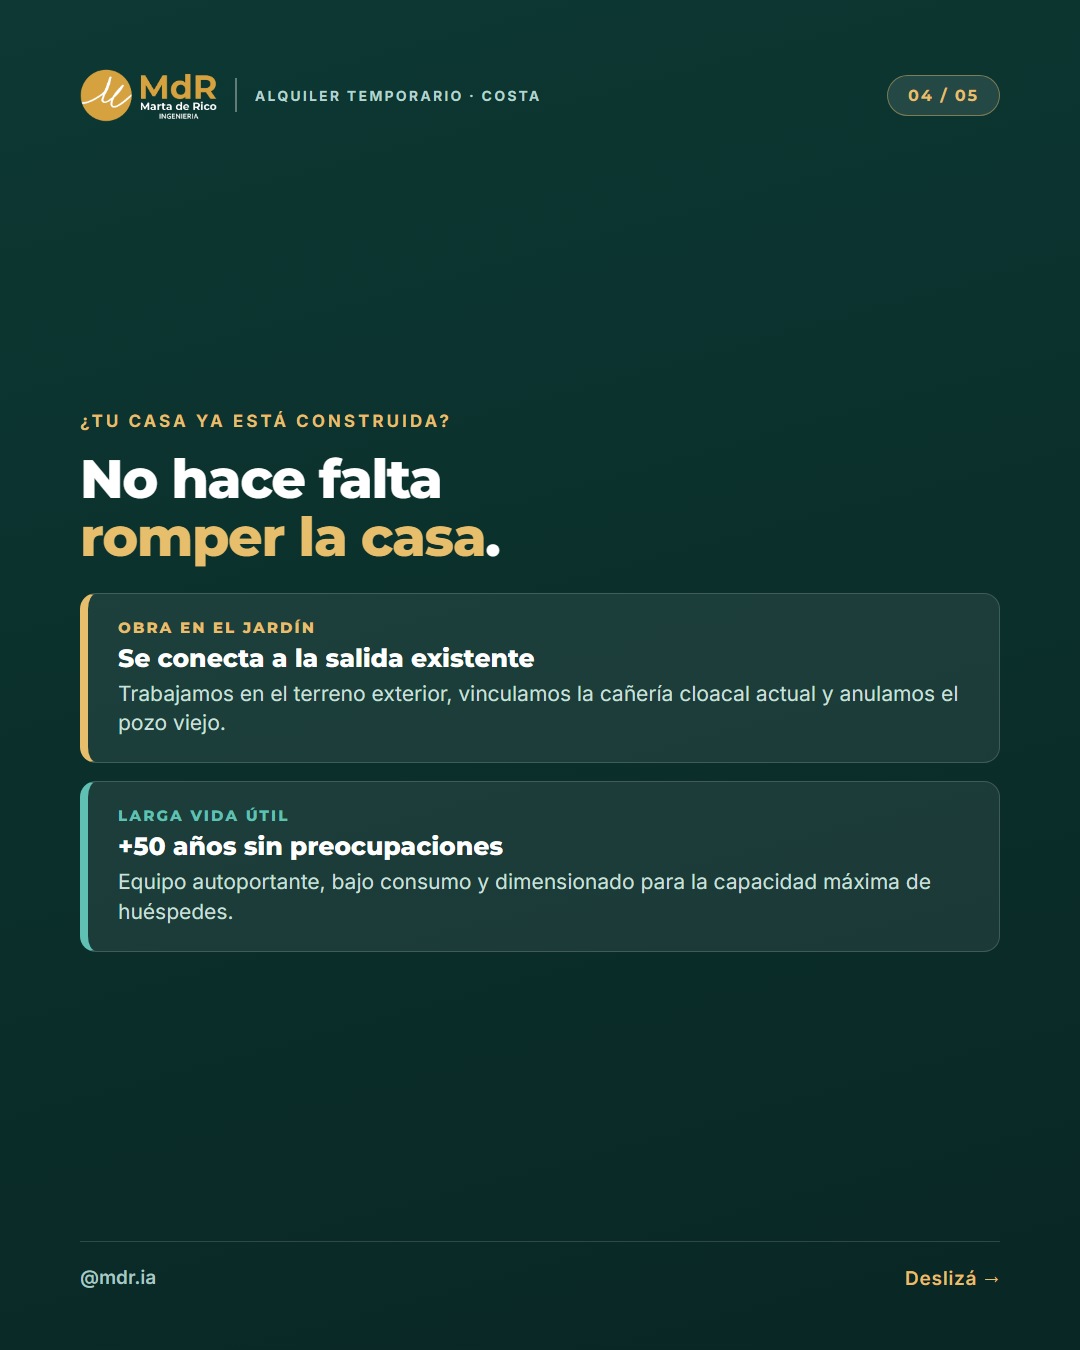 MdR
Marta de Rico
INGENIERIA
ALQUILER TEMPORARIO · COSTA
04 / 05
¿TU CASA YA ESTÁ CONSTRUIDA?
No hace falta
romper la casa.
OBRA EN EL JARDÍN
Se conecta a la salida existente
Trabajamos en el terreno exterior, vinculamos la cañería cloacal actual y anulamos el
pozo viejo.
LARGA VIDA ÚTIL
+50 años sin preocupaciones
Equipo autoportante, bajo consumo y dimensionado para la capacidad máxima de
huéspedes.
@mdr.ia
Deslizá →